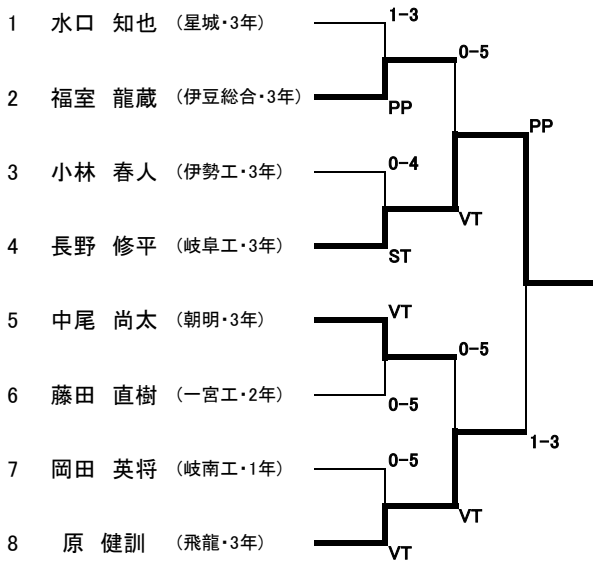 1 水口 知也 (星城・3年) 1-3
0-5
2 福室 龍蔵 (伊豆総合・3年) PP
PP
3 小林 春人 (伊勢工・3年) 0-4
VT
4 長野 修平 (岐阜工・3年) ST
5 中尾 尚太 (朝明・3年) VT
0-5
6 藤田 直樹 (一宮工・2年) 0-5
1-3
7 岡田 英将 (岐南工・1年) 0-5
VT
8 原 健訓 (飛龍・3年) VT